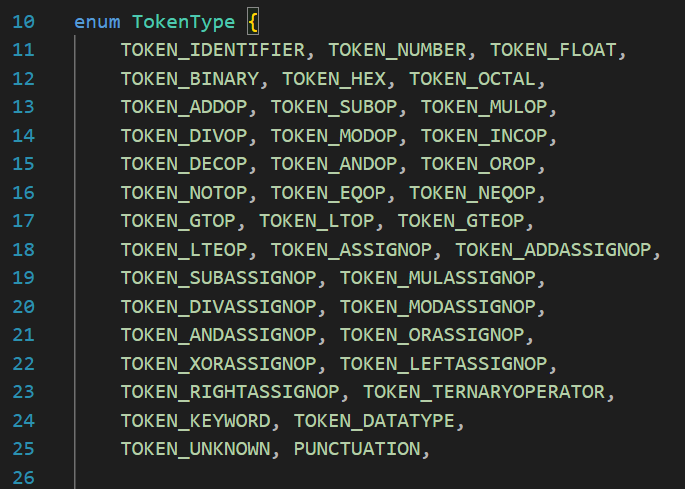 10 enum TokenType {
11 TOKEN_IDENTIFIER, TOKEN_NUMBER, TOKEN_FLOAT,
12 TOKEN_BINARY, TOKEN_HEX, TOKEN_OCTAL,
13 TOKEN_ADDOP, TOKEN_SUBOP, TOKEN_MULOP,
14 TOKEN_DIVOP, TOKEN_MODOP, TOKEN_INCOP,
15 TOKEN_DECOP, TOKEN_ANDOP, TOKEN_OROP,
16 TOKEN_NOTOP, TOKEN_EQOP, TOKEN_NEQOP,
17 TOKEN_GTOP, TOKEN_LTOP, TOKEN_GTEOP,
18 TOKEN_LTEOP, TOKEN_ASSIGNOP, TOKEN_ADDASSIGNOP,
19 TOKEN_SUBASSIGNOP, TOKEN_MULASSIGNOP,
20 TOKEN_DIVASSIGNOP, TOKEN_MODASSIGNOP,
21 TOKEN_ANDASSIGNOP, TOKEN_ORASSIGNOP,
22 TOKEN_XORASSIGNOP, TOKEN_LEFTASSIGNOP,
23 TOKEN_RIGHTASSIGNOP, TOKEN_TERNARYOPERATOR,
24 TOKEN_KEYWORD, TOKEN_DATATYPE,
25 TOKEN_UNKNOWN, PUNCTUATION,
26